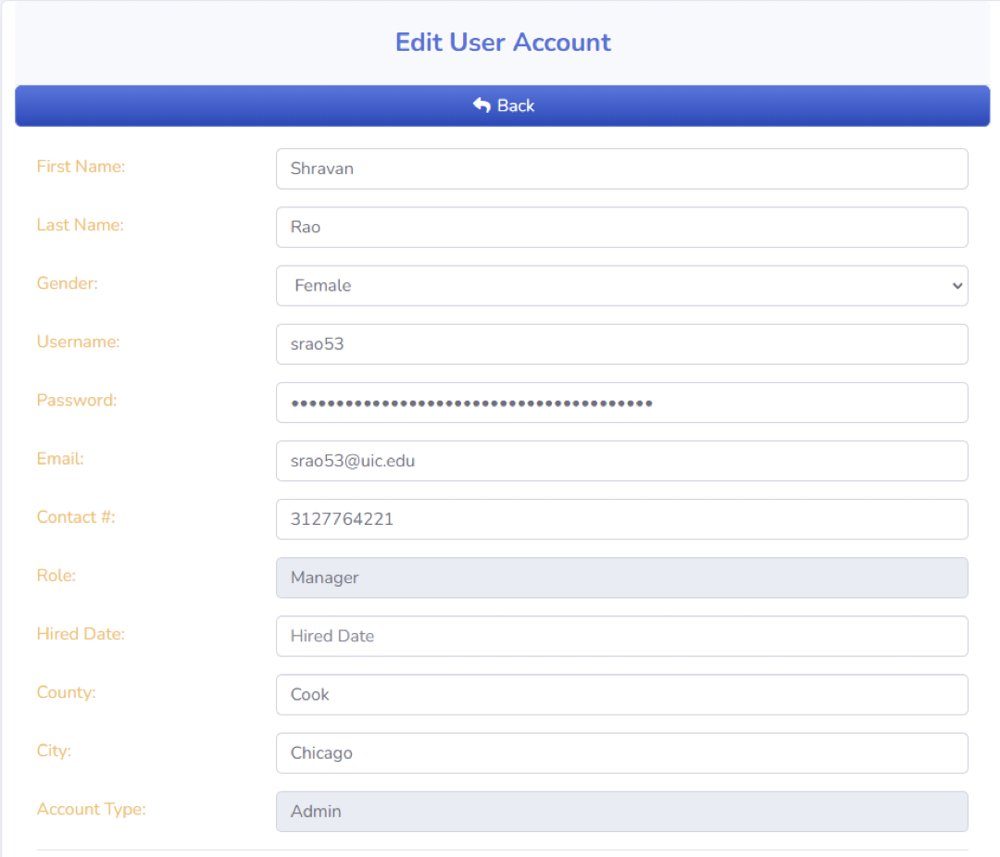 Edit User Account
Back
First Name: Shravan
Last Name: Rao
Gender: Female
Username: srao53
Password: ••••••••••••••••••••••••••••••••••••••••
Email: srao53@uic.edu
Contact #: 3127764221
Role: Manager
Hired Date: Hired Date
County: Cook
City: Chicago
Account Type: Admin